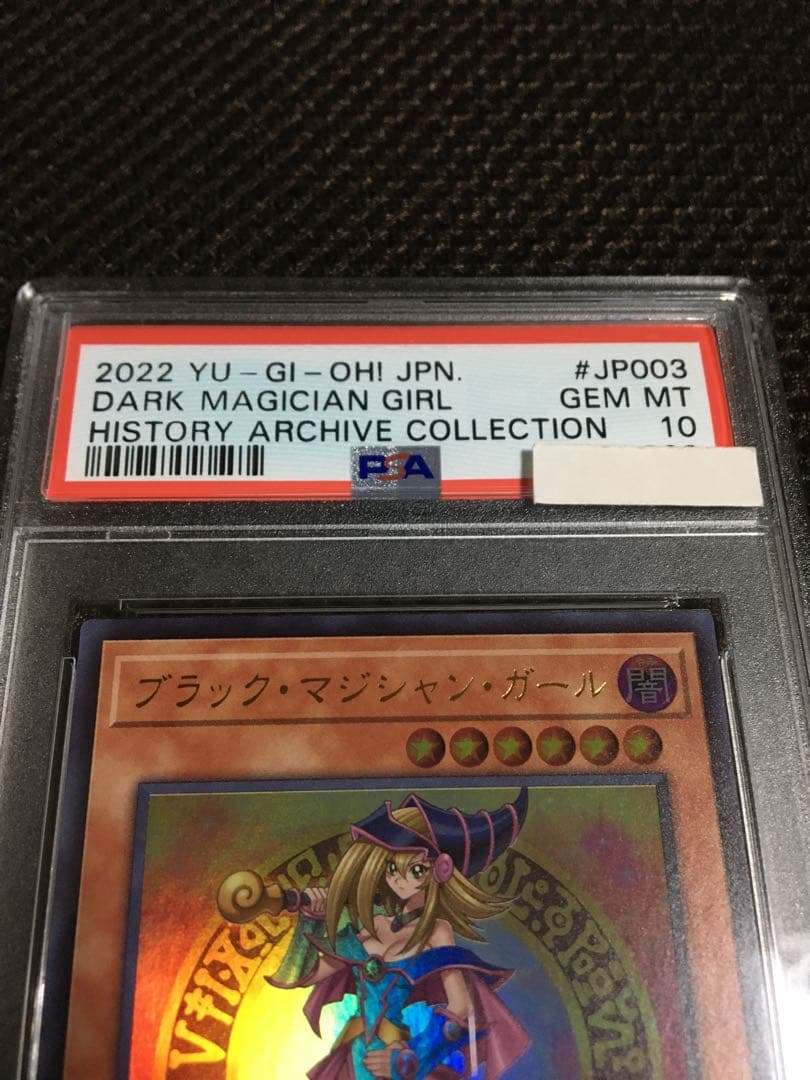 2022 YU-GI-OH! JPN. #JP003
DARK MAGICIAN GIRL GEM MT
HISTORY ARCHIVE COLLECTION 10
PSA
ブラック・マジシャン・ガール 闇